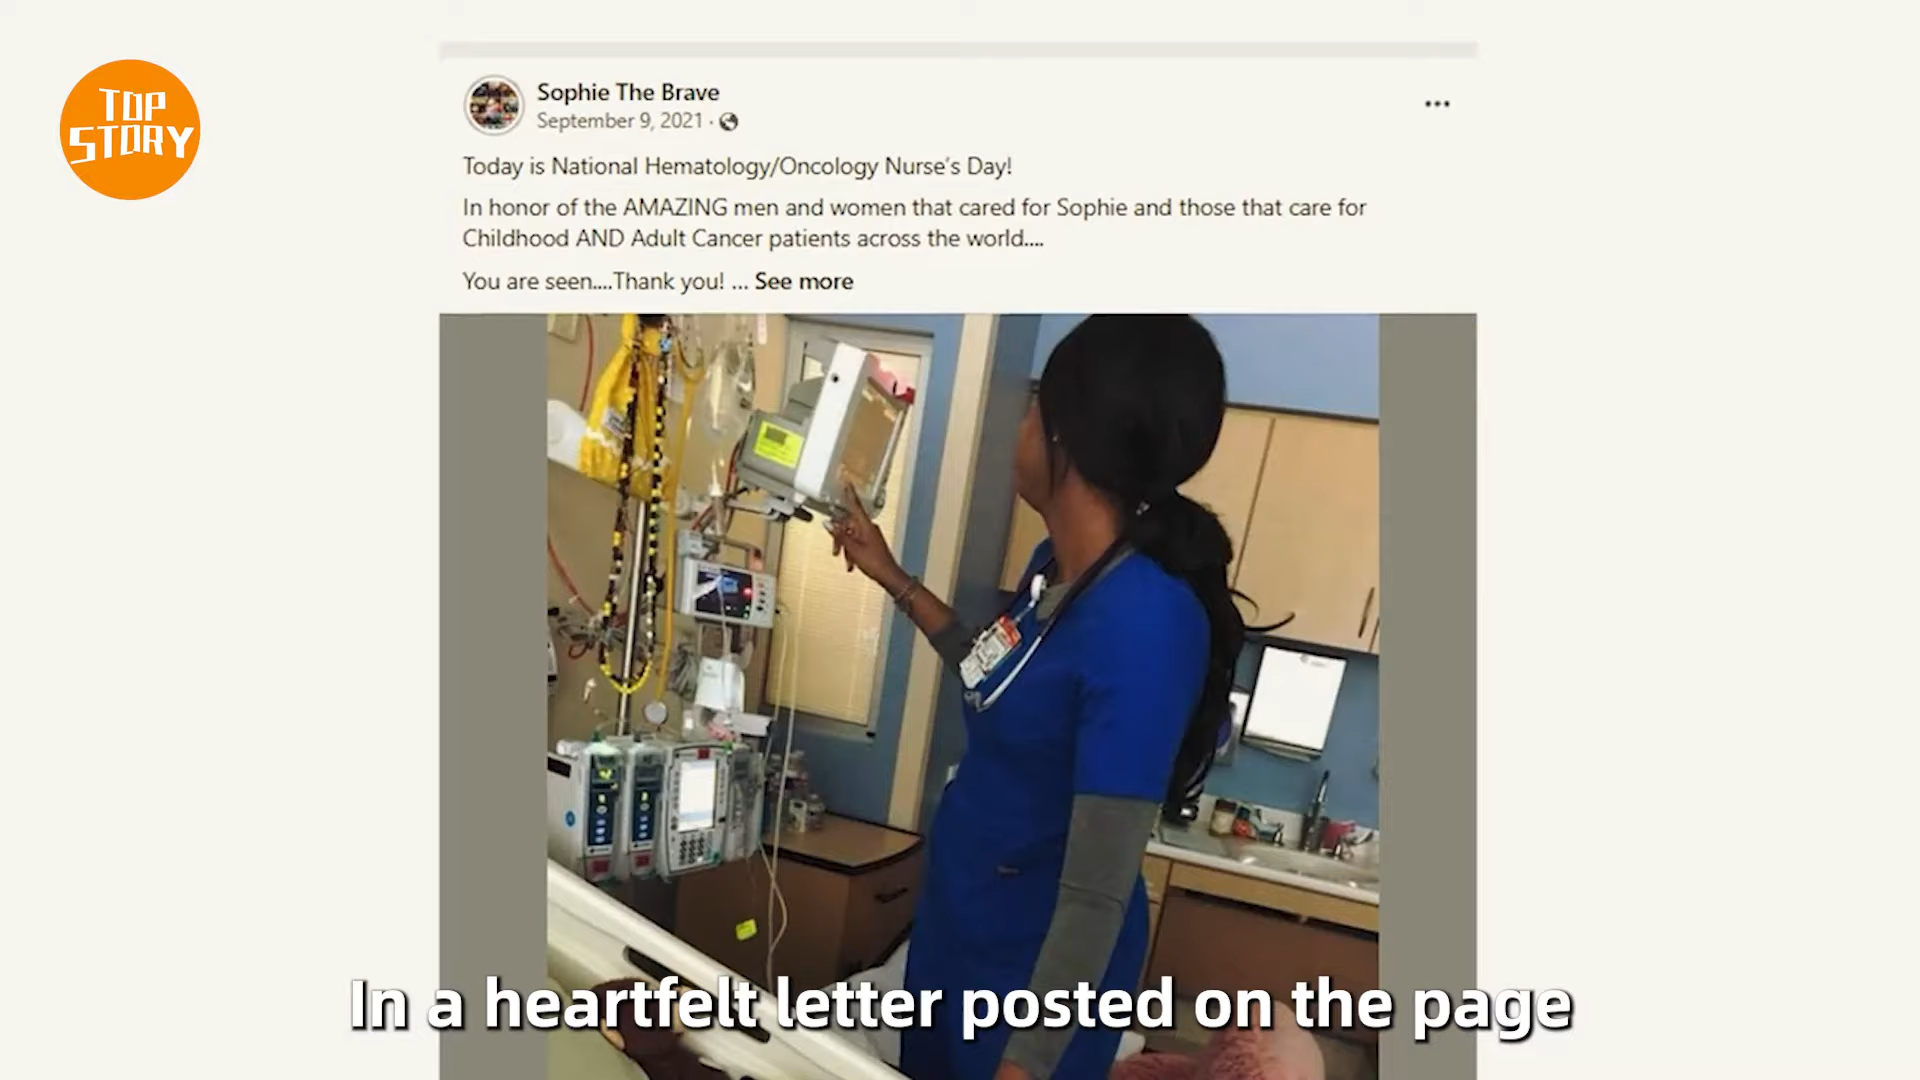 TOP
STORY
Sophie The Brave
September 9, 2021 ·
Today is National Hematology/Oncology Nurse's Day!
In honor of the AMAZING men and women that cared for Sophie and those that care for
Childhood AND Adult Cancer patients across the world....
You are seen....Thank you! ... See more
In a heartfelt letter posted on the page